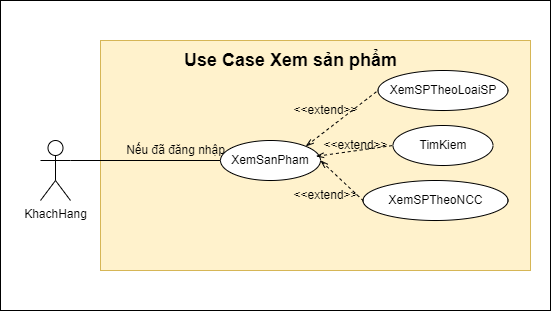 Use Case Xem sản phẩm
XemSPTheoLoaiSP
<<extend>>
Nếu đã đăng nhập
XemSanPham
<<extend>>
TimKiem
<<extend>>
XemSPTheoNCC
KhachHang